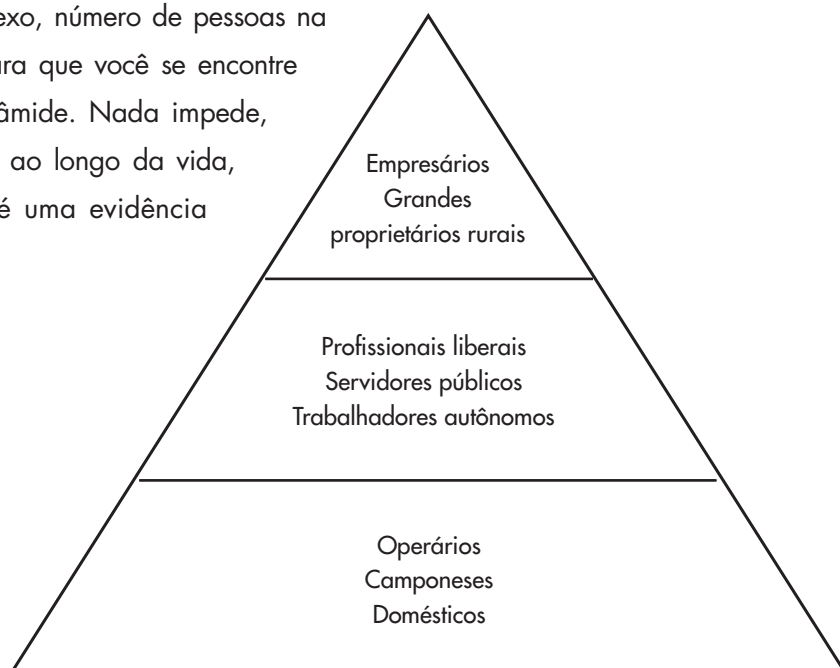 exo, número de pessoas na
ra que você se encontre
âmide. Nada impede,
ao longo da vida,
é uma evidência
Empresários
Grandes
proprietários rurais
Profissionais liberais
Servidores públicos
Trabalhadores autônomos
Operários
Camponeses
Domésticos